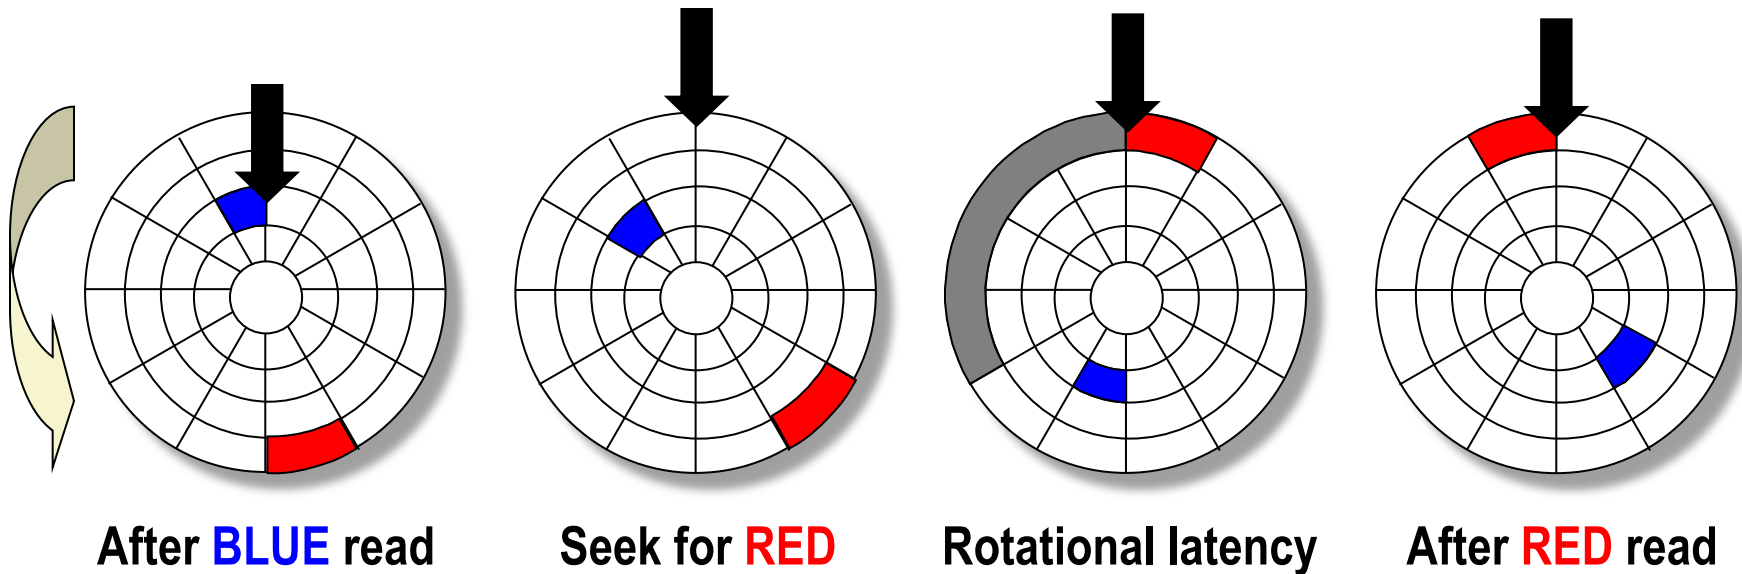 After BLUE read
Seek for RED
Rotational latency
After RED read